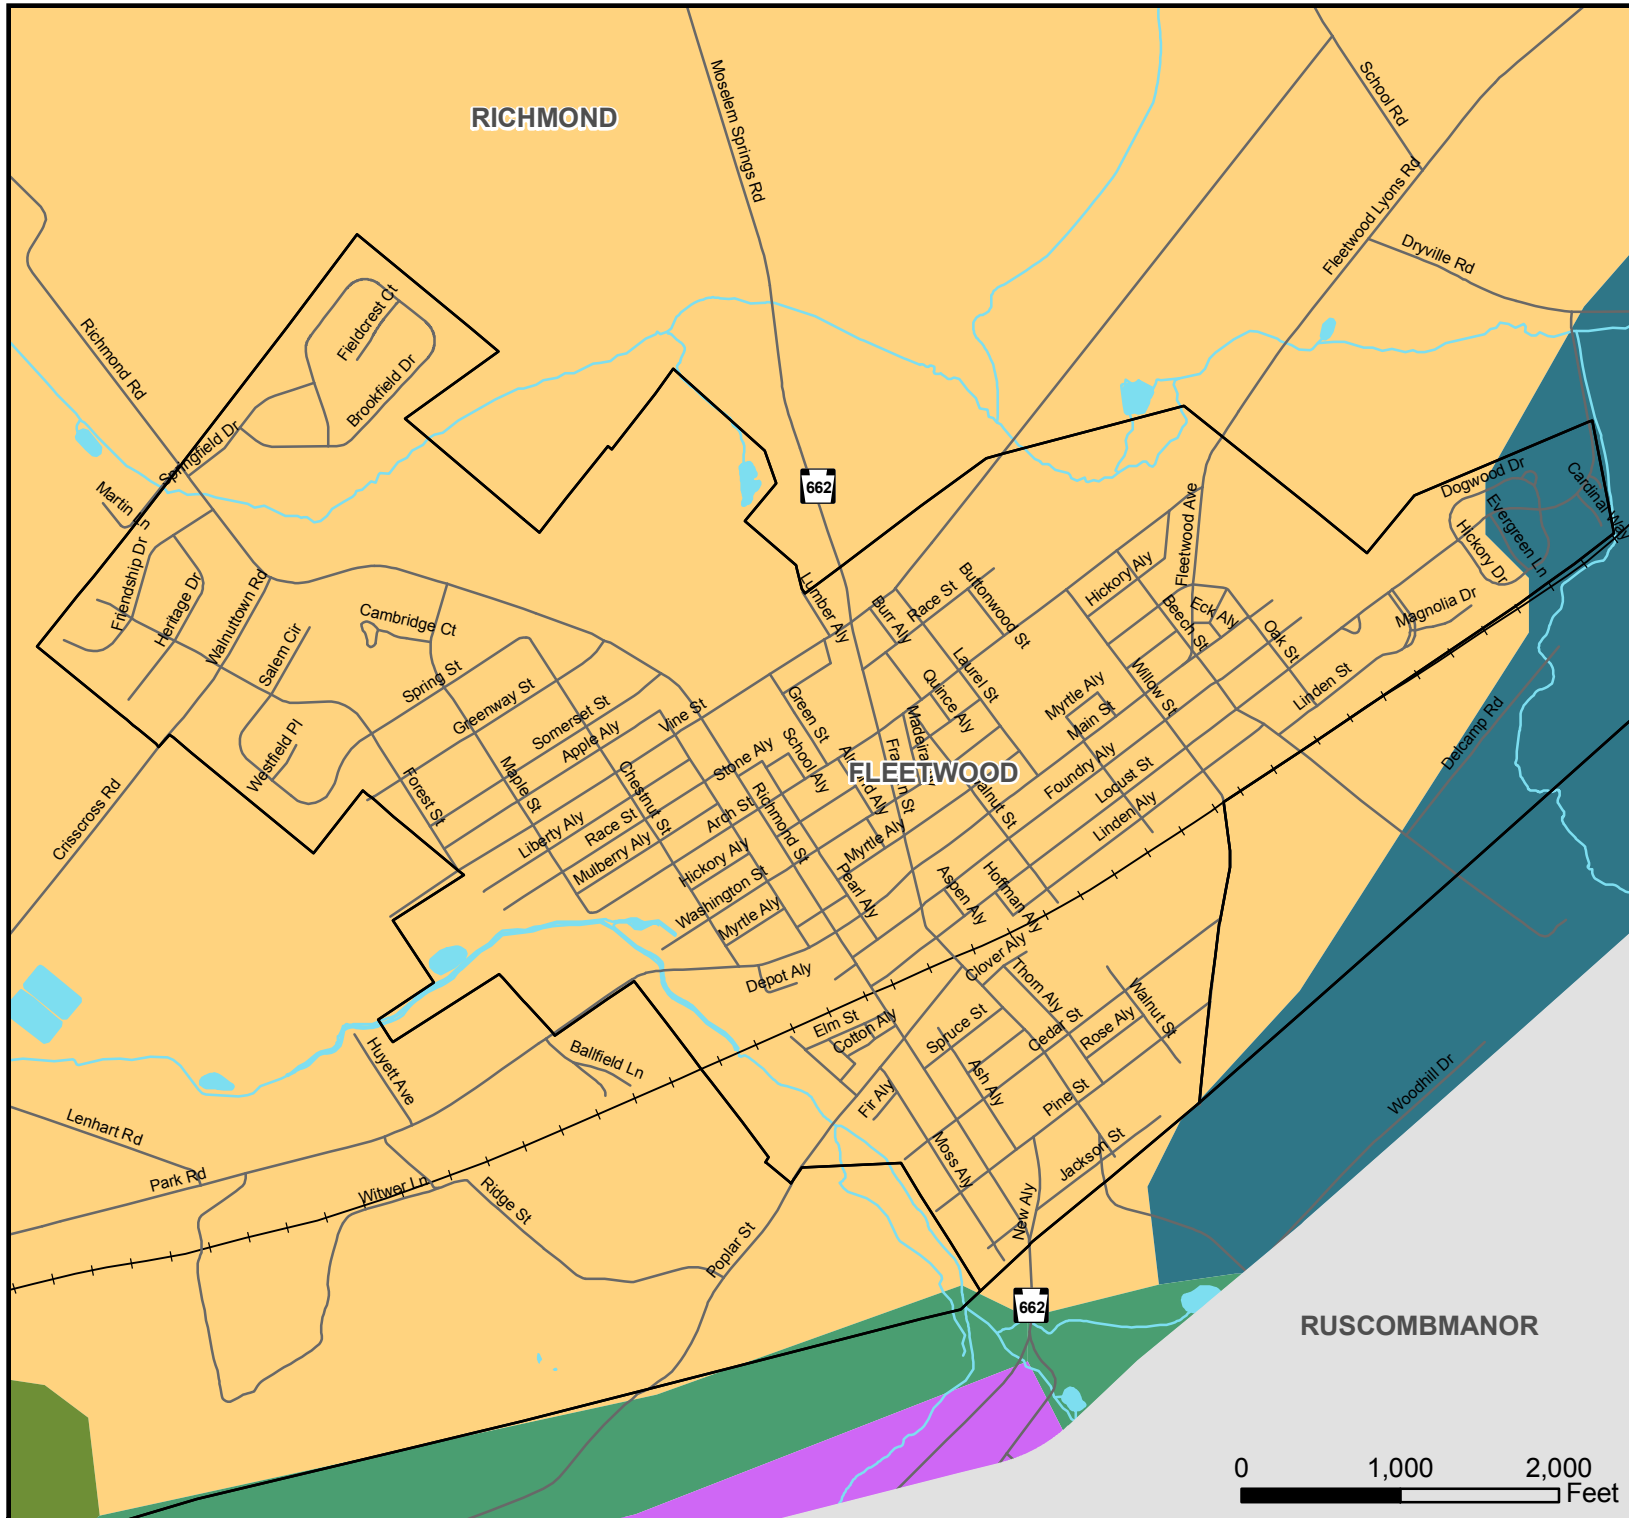 RICHMOND
Moselem Springs Rd
School Rd
Fleetwood Lyons Rd
Dryville Rd
Richmond Rd
Fieldcrest Ct
Brookfield Dr
Springfield Dr
Martin Ln
662
Dogwood Dr
Cardinal Way
Evergreen Ln
Hickory Dr
Magnolia Dr
Friendship Dr
Heritage Dr
Walnuttown Rd
Salem Cir
Cambridge Ct
Lumber Aly
Burr Aly
Race St
Buttonwood St
Hickory Aly
Fleetwood Ave
Eck Aly
Beech St
Oak St
Linden St
Spring St
Greenway St
Somerset St
Apple Aly
Vine St
Green St
Quince Aly
Laurel St
Myrtle Aly
Main St
Willow St
Westfield Pl
Forest St
Maple St
Chestnut St
Stone Aly
School Aly
FLEETWOOD
Foundry Aly
Locust St
Linden Aly
Delcamp Rd
Crisscross Rd
Liberty Aly
Race St
Mulberry Aly
Arch St
Richmond St
Hickory Aly
Washington St
Myrtle Aly
Myrtle Aly
Pearl Aly
Aspen Aly
Hoffman Aly
Clover Aly
Depot Aly
Thorn Aly
Walnut St
Elm St
Cotton Aly
Spruce St
Cedar St
Rose Aly
Ash Aly
Pine St
Fir Aly
Huyett Ave
Ballfield Ln
Woodhill Dr
Lenhart Rd
Park Rd
Witwer Ln
Ridge St
Poplar St
Moss Aly
New Aly
Jackson St
662
RUSCOMBMANOR
0 1,000 2,000
Feet